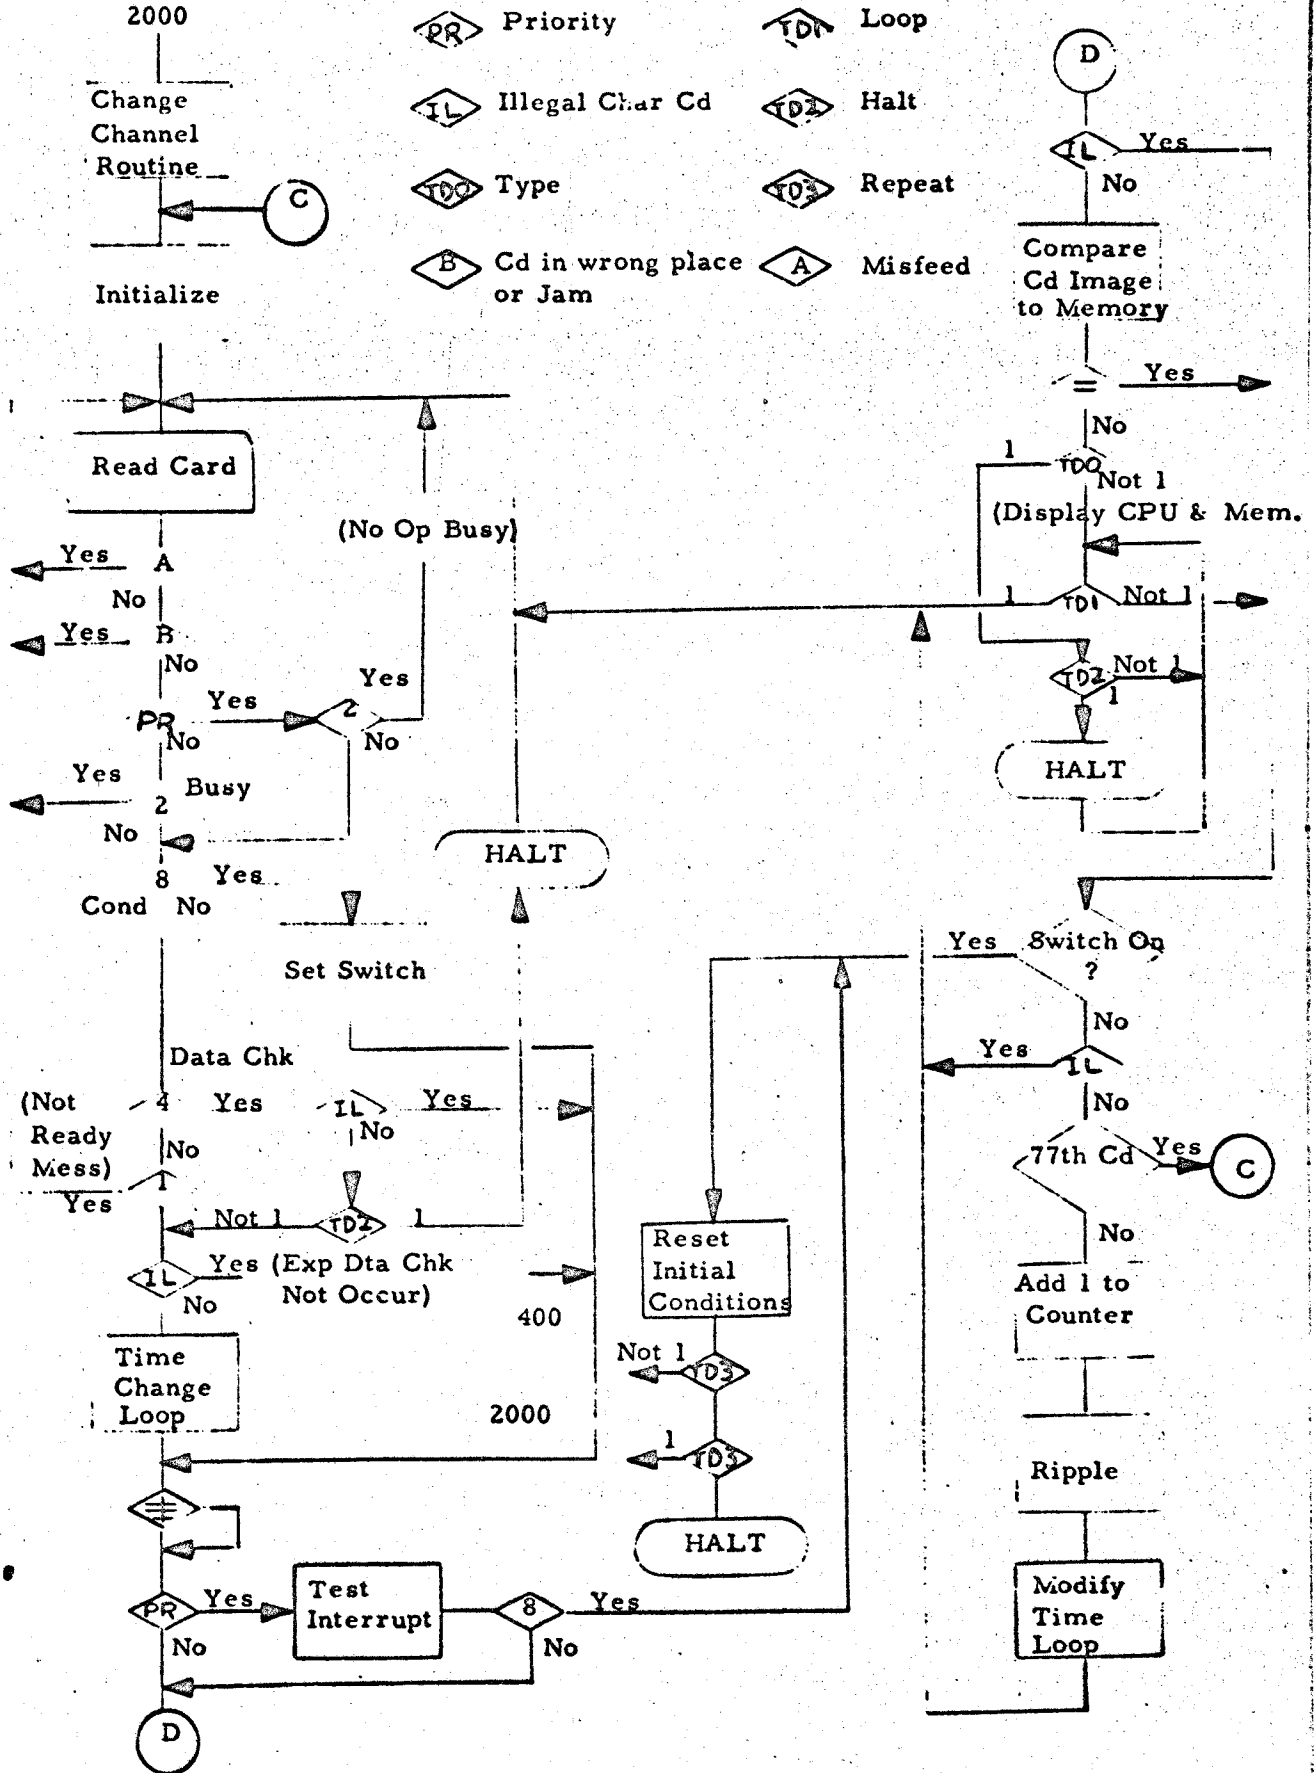 2000
PR Priority
TD1 Loop
IL Illegal Char Cd
TD2 Halt
TD0 Type
TD3 Repeat
B Cd in wrong place
or Jam
A Misfeed
Change
Channel
Routine
C
Initialize
Read Card
Yes A
No
Yes B
No
(No Op Busy)
PR Yes
No
2 Yes
No
Yes 2 Busy
No
8 Yes
Cond No
HALT
Set Switch
Data Chk
(Not
Ready
Mess)
4 Yes
No
IL Yes
No
1
Yes
Not 1 TD2 1
IL Yes (Exp Dta Chk
Not Occur)
No
400
Time
Change
Loop
2000
≠
PR Yes
No
Test
Interrupt
8 Yes
No
D
Reset
Initial
Conditions
Not 1 TD3
1 TD3
HALT
D
IL Yes
No
Compare
Cd Image
to Memory
= Yes
No
1 TD0
Not 1
(Display CPU & Mem.
1 TD1 Not 1
TD2 Not 1
1
HALT
Yes Switch On
?
No
Yes IL
No
77th Cd Yes C
No
Add 1 to
Counter
Ripple
Modify
Time
Loop